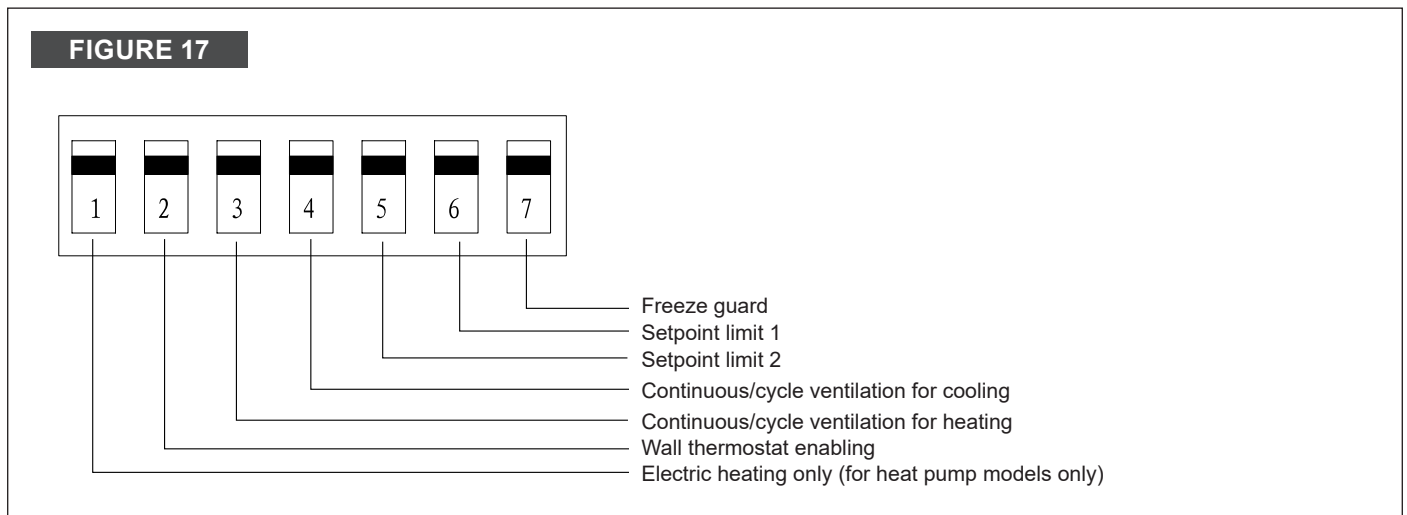 FIGURE 17
1 2 3 4 5 6 7
Freeze guard
Setpoint limit 1
Setpoint limit 2
Continuous/cycle ventilation for cooling
Continuous/cycle ventilation for heating
Wall thermostat enabling
Electric heating only (for heat pump models only)